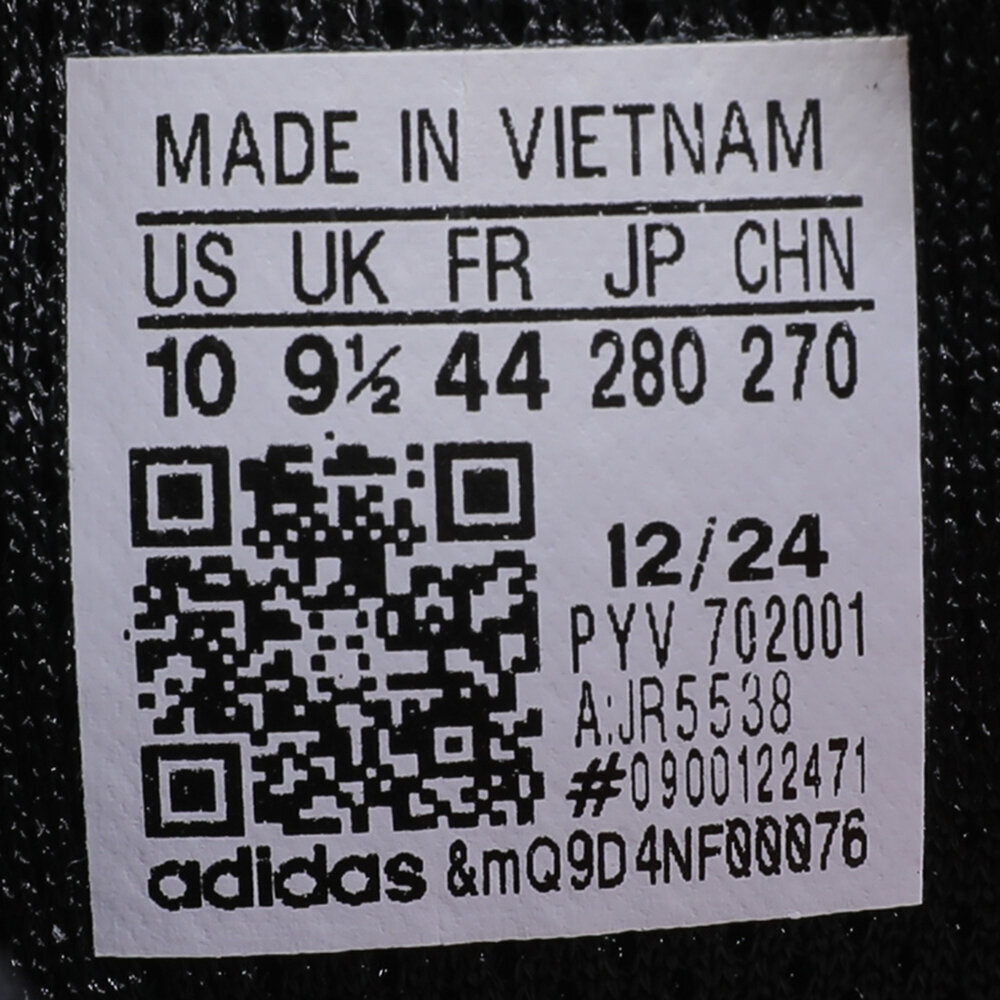 MADE IN VIETNAM
US UK FR JP CHN
10 9½ 44 280 270
12/24
PYV 702001
A:JR5538
#0900122471
adidas &mQ9D4NF00076